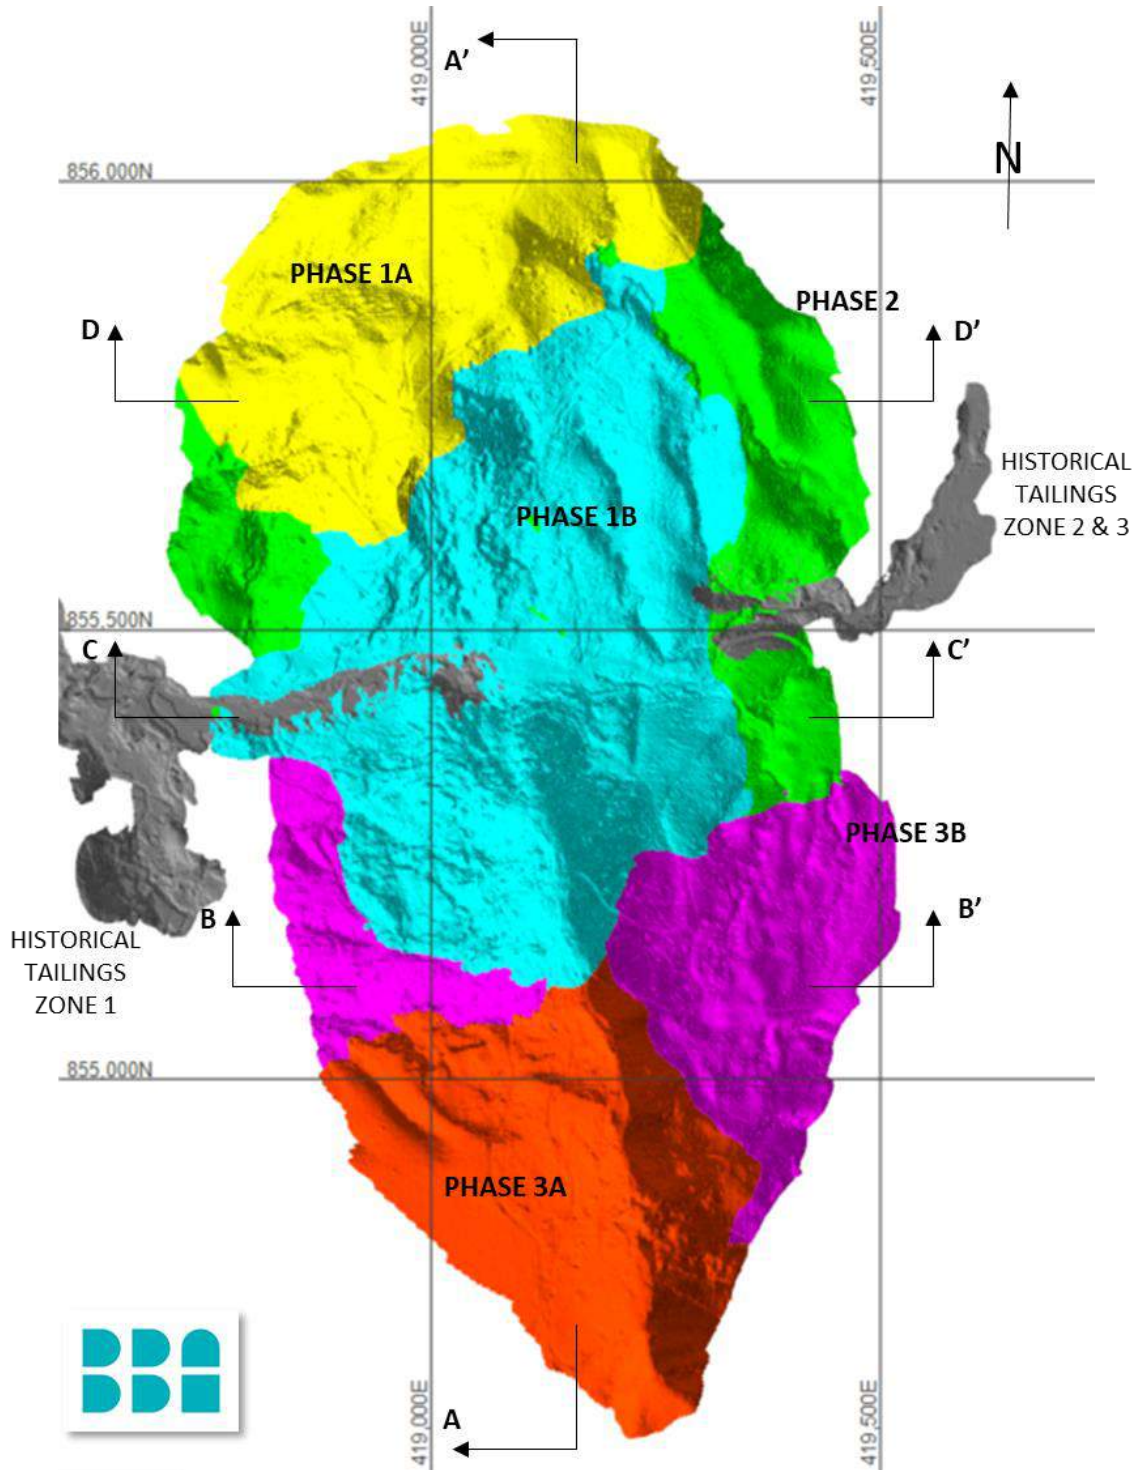 A’
419,000E
419,500E
N
856,000N
PHASE 1A
PHASE 2
D
D’
HISTORICAL
TAILINGS
ZONE 2 & 3
PHASE 1B
855,500N
C
C’
PHASE 3B
B
B’
HISTORICAL
TAILINGS
ZONE 1
855,000N
PHASE 3A
BBA
A
419,000E
419,500E